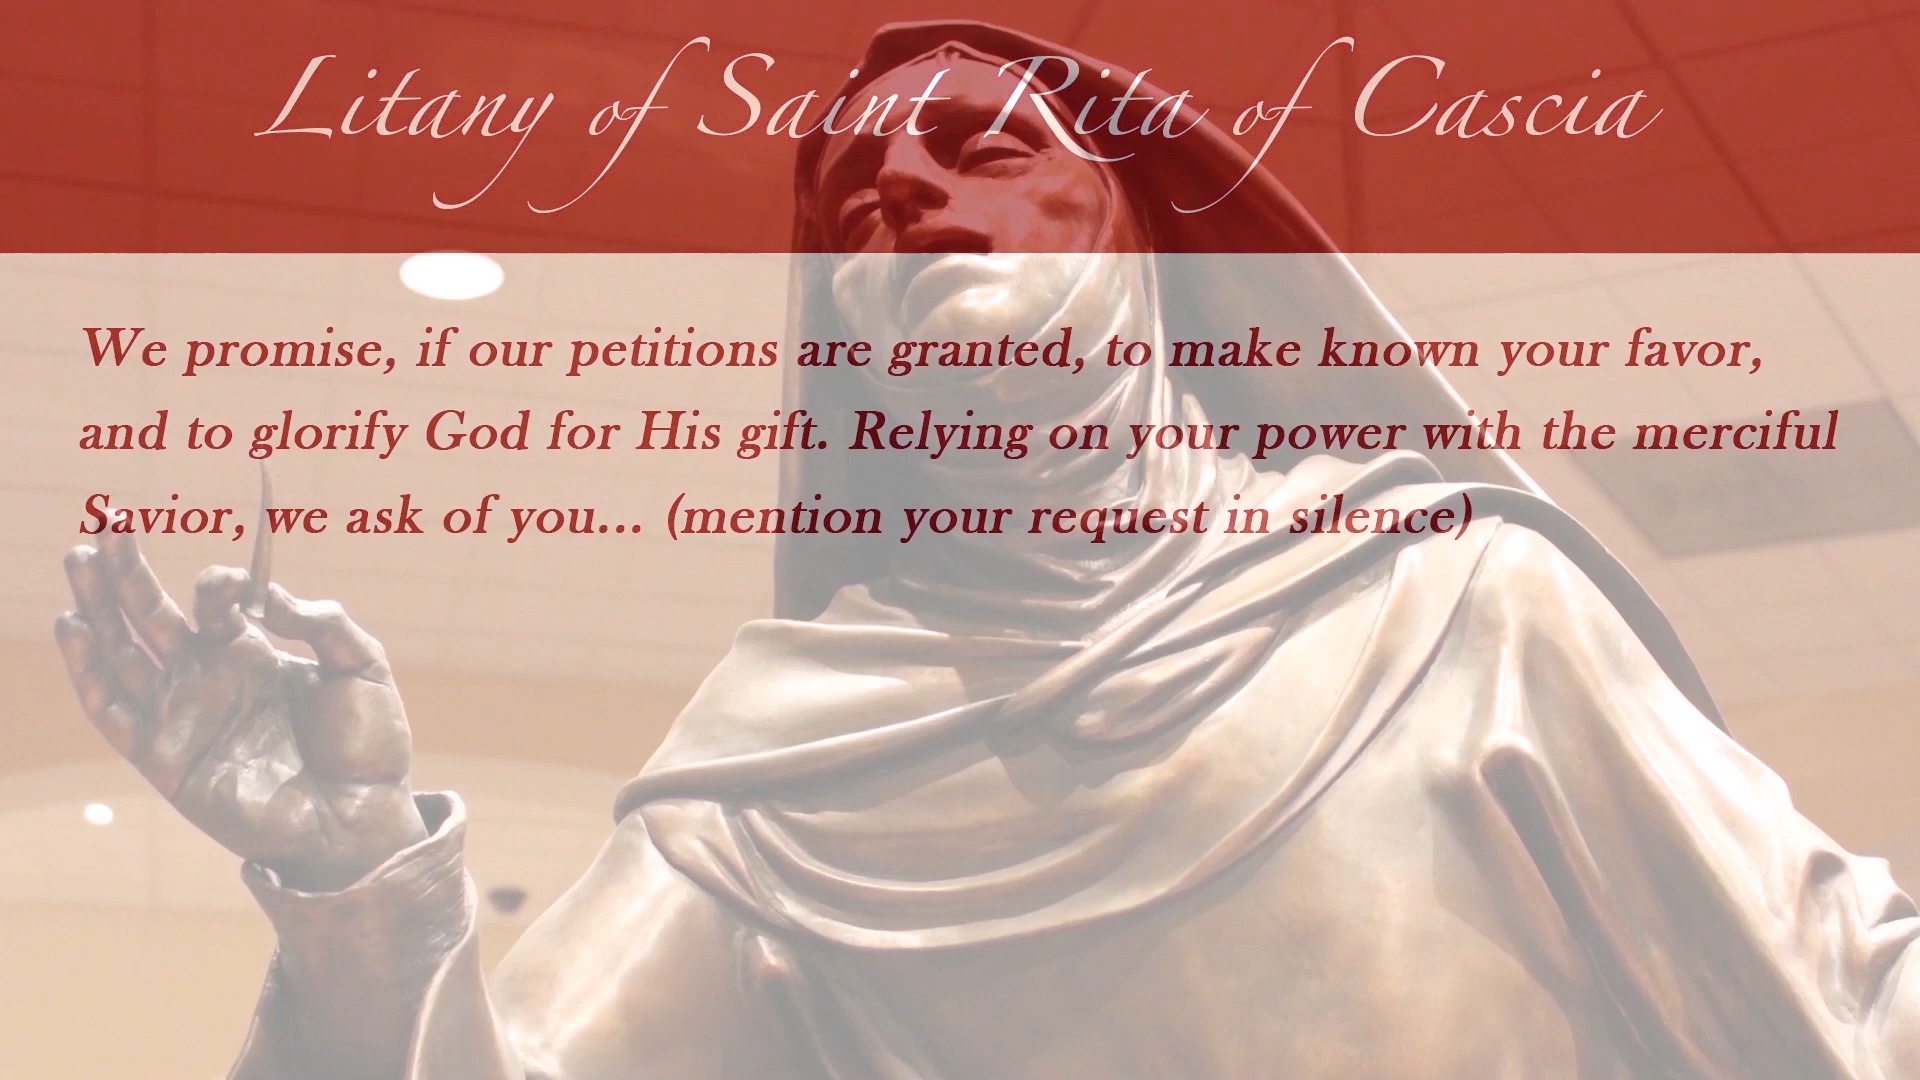 Litany of Saint Rita of Cascia
We promise, if our petitions are granted, to make known your favor,
and to glorify God for His gift. Relying on your power with the merciful
Savior, we ask of you... (mention your request in silence)